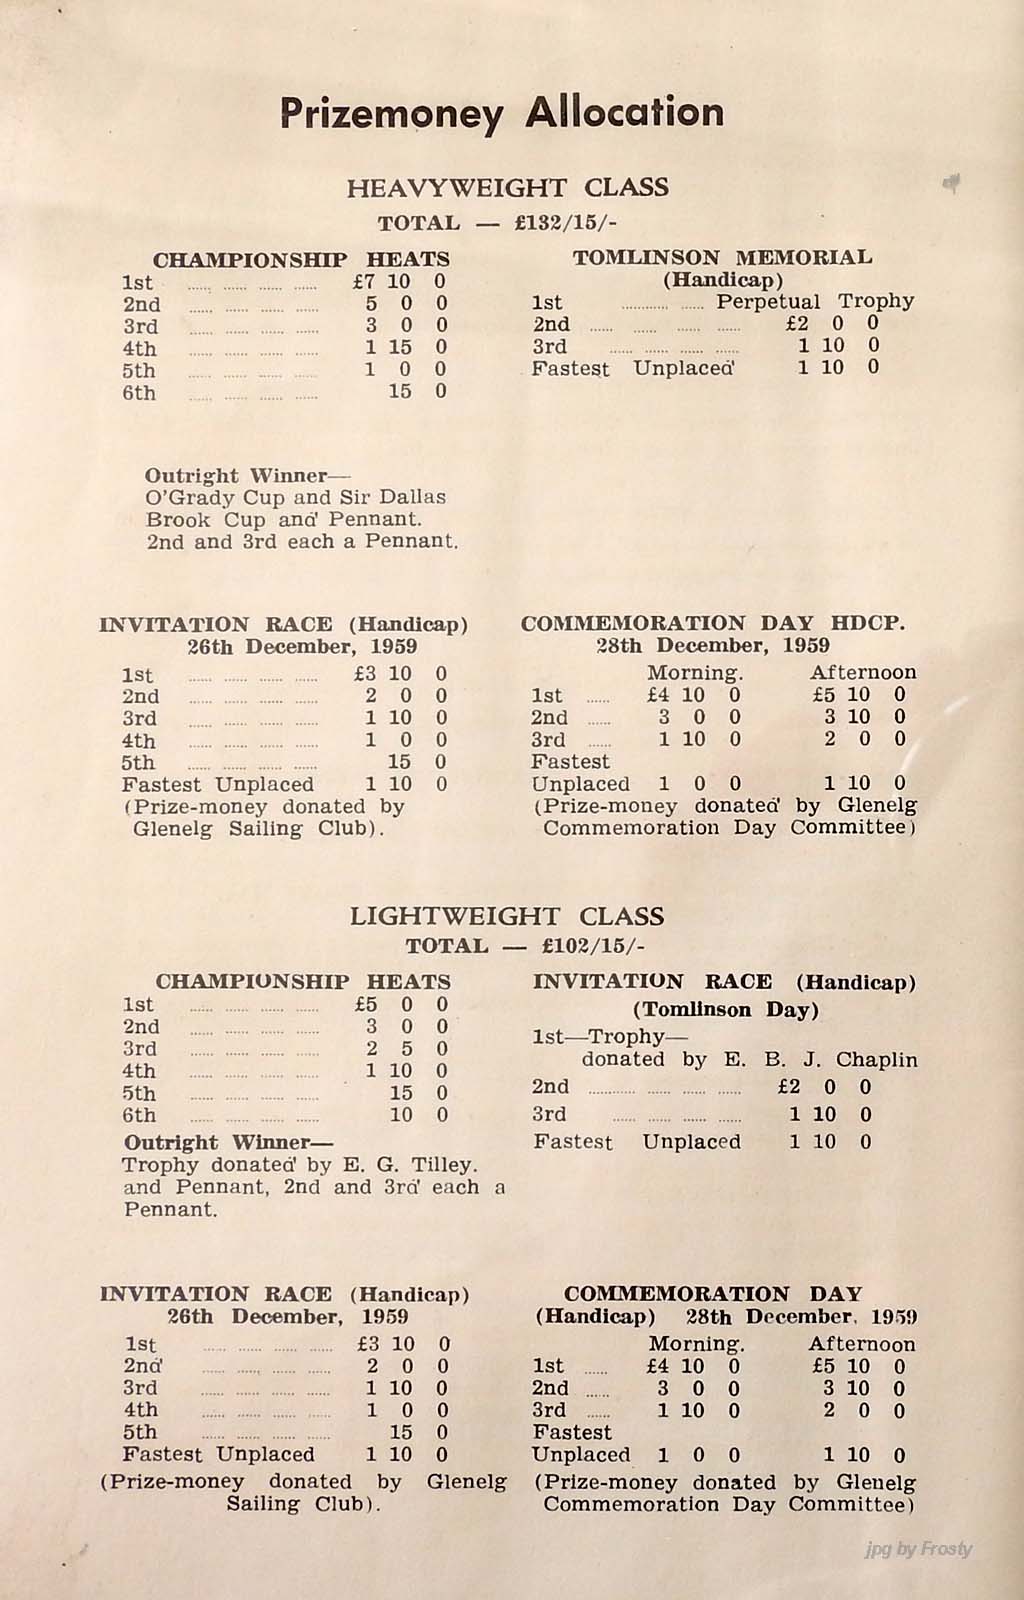 Prizemoney Allocation
HEAVYWEIGHT CLASS
TOTAL — £132/15/-
CHAMPIONSHIP HEATS
1st ...... ...... ...... ...... £7 10 0
2nd ...... ...... ...... ...... 5 0 0
3rd ...... ...... ...... ...... 3 0 0
4th ...... ...... ...... ...... 1 15 0
5th ...... ...... ...... ...... 1 0 0
6th ...... ...... ...... ...... 15 0
Outright Winner—
O'Grady Cup and Sir Dallas
Brook Cup and Pennant.
2nd and 3rd each a Pennant.
TOMLINSON MEMORIAL
(Handicap)
1st ............ ...... Perpetual Trophy
2nd ...... ...... ...... ...... £2 0 0
3rd ...... ...... ...... ...... 1 10 0
Fastest Unplaced 1 10 0
INVITATION RACE (Handicap)
26th December, 1959
1st ...... ...... ...... ...... £3 10 0
2nd ...... ...... ...... ...... 2 0 0
3rd ...... ...... ...... ...... 1 10 0
4th ...... ...... ...... ...... 1 0 0
5th ...... ...... ...... ...... 15 0
Fastest Unplaced 1 10 0
(Prize-money donated by
Glenelg Sailing Club).
COMMEMORATION DAY HDCP.
28th December, 1959
Morning. Afternoon
1st ...... £4 10 0 £5 10 0
2nd ...... 3 0 0 3 10 0
3rd ...... 1 10 0 2 0 0
Fastest
Unplaced 1 0 0 1 10 0
(Prize-money donated by Glenelg
Commemoration Day Committee)
LIGHTWEIGHT CLASS
TOTAL — £102/15/-
CHAMPIONSHIP HEATS
1st ...... ...... ...... ...... £5 0 0
2nd ...... ...... ...... ...... 3 0 0
3rd ...... ...... ...... ...... 2 5 0
4th ...... ...... ...... ...... 1 10 0
5th ...... ...... ...... ...... 15 0
6th ...... ...... ...... ...... 10 0
Outright Winner—
Trophy donated by E. G. Tilley.
and Pennant, 2nd and 3rd each a
Pennant.
INVITATION RACE (Handicap)
(Tomlinson Day)
1st—Trophy—
donated by E. B. J. Chaplin
2nd ............ ...... ...... ...... £2 0 0
3rd ...... ...... ...... ...... 1 10 0
Fastest Unplaced 1 10 0
INVITATION RACE (Handicap)
26th December, 1959
1st ...... ...... ...... ...... £3 10 0
2nd ...... ...... ...... ...... 2 0 0
3rd ...... ...... ...... ...... 1 10 0
4th ...... ...... ...... ...... 1 0 0
5th ...... ...... ...... ...... 15 0
Fastest Unplaced 1 10 0
(Prize-money donated by Glenelg
Sailing Club).
COMMEMORATION DAY
(Handicap) 28th December, 1959
Morning. Afternoon
1st ...... £4 10 0 £5 10 0
2nd ...... 3 0 0 3 10 0
3rd ...... 1 10 0 2 0 0
Fastest
Unplaced 1 0 0 1 10 0
(Prize-money donated by Glenelg
Commemoration Day Committee)
jpg by Frosty